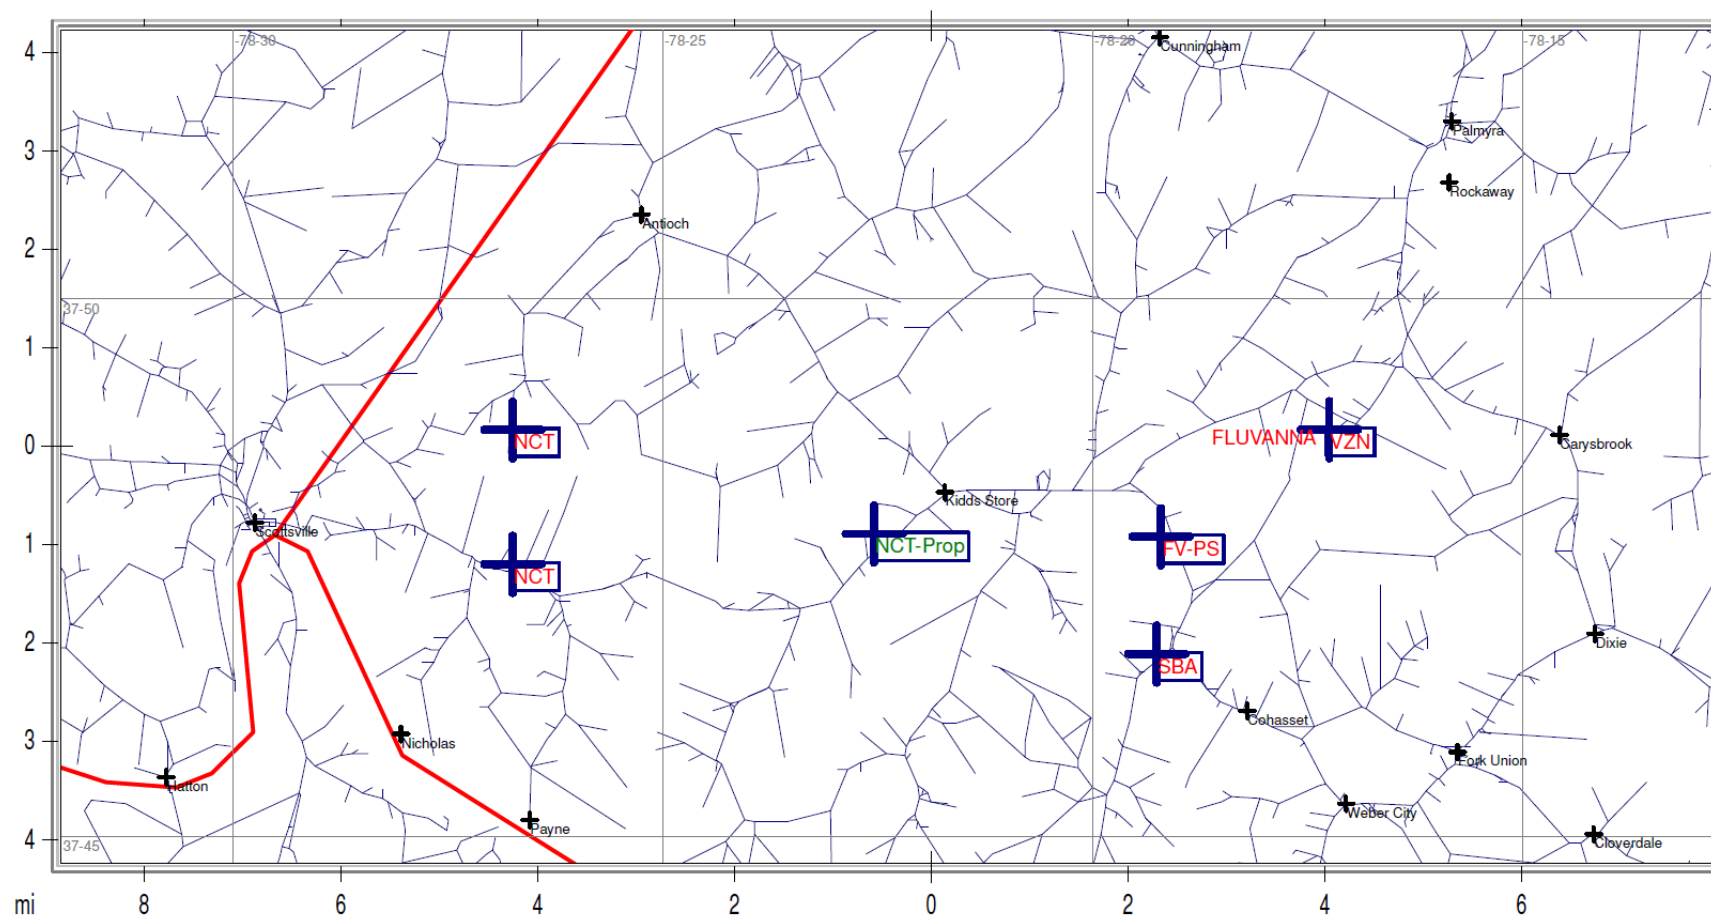 4
-78-30
-78-25
-78-20
-78-15
Cunningham
3
Palmyra
Rockaway
2
Antioch
37-50
1
0
NCT
FLUVANNA
VZN
Carysbrook
Kidds Store
Scottsville
1
NCT-Prop
FV-PS
NCT
2
Dixie
SBA
Cohasset
3
Nicholas
Fork Union
Hatton
Weber City
4
37-45
Payne
Cloverdale
mi 8 6 4 2 0 2 4 6